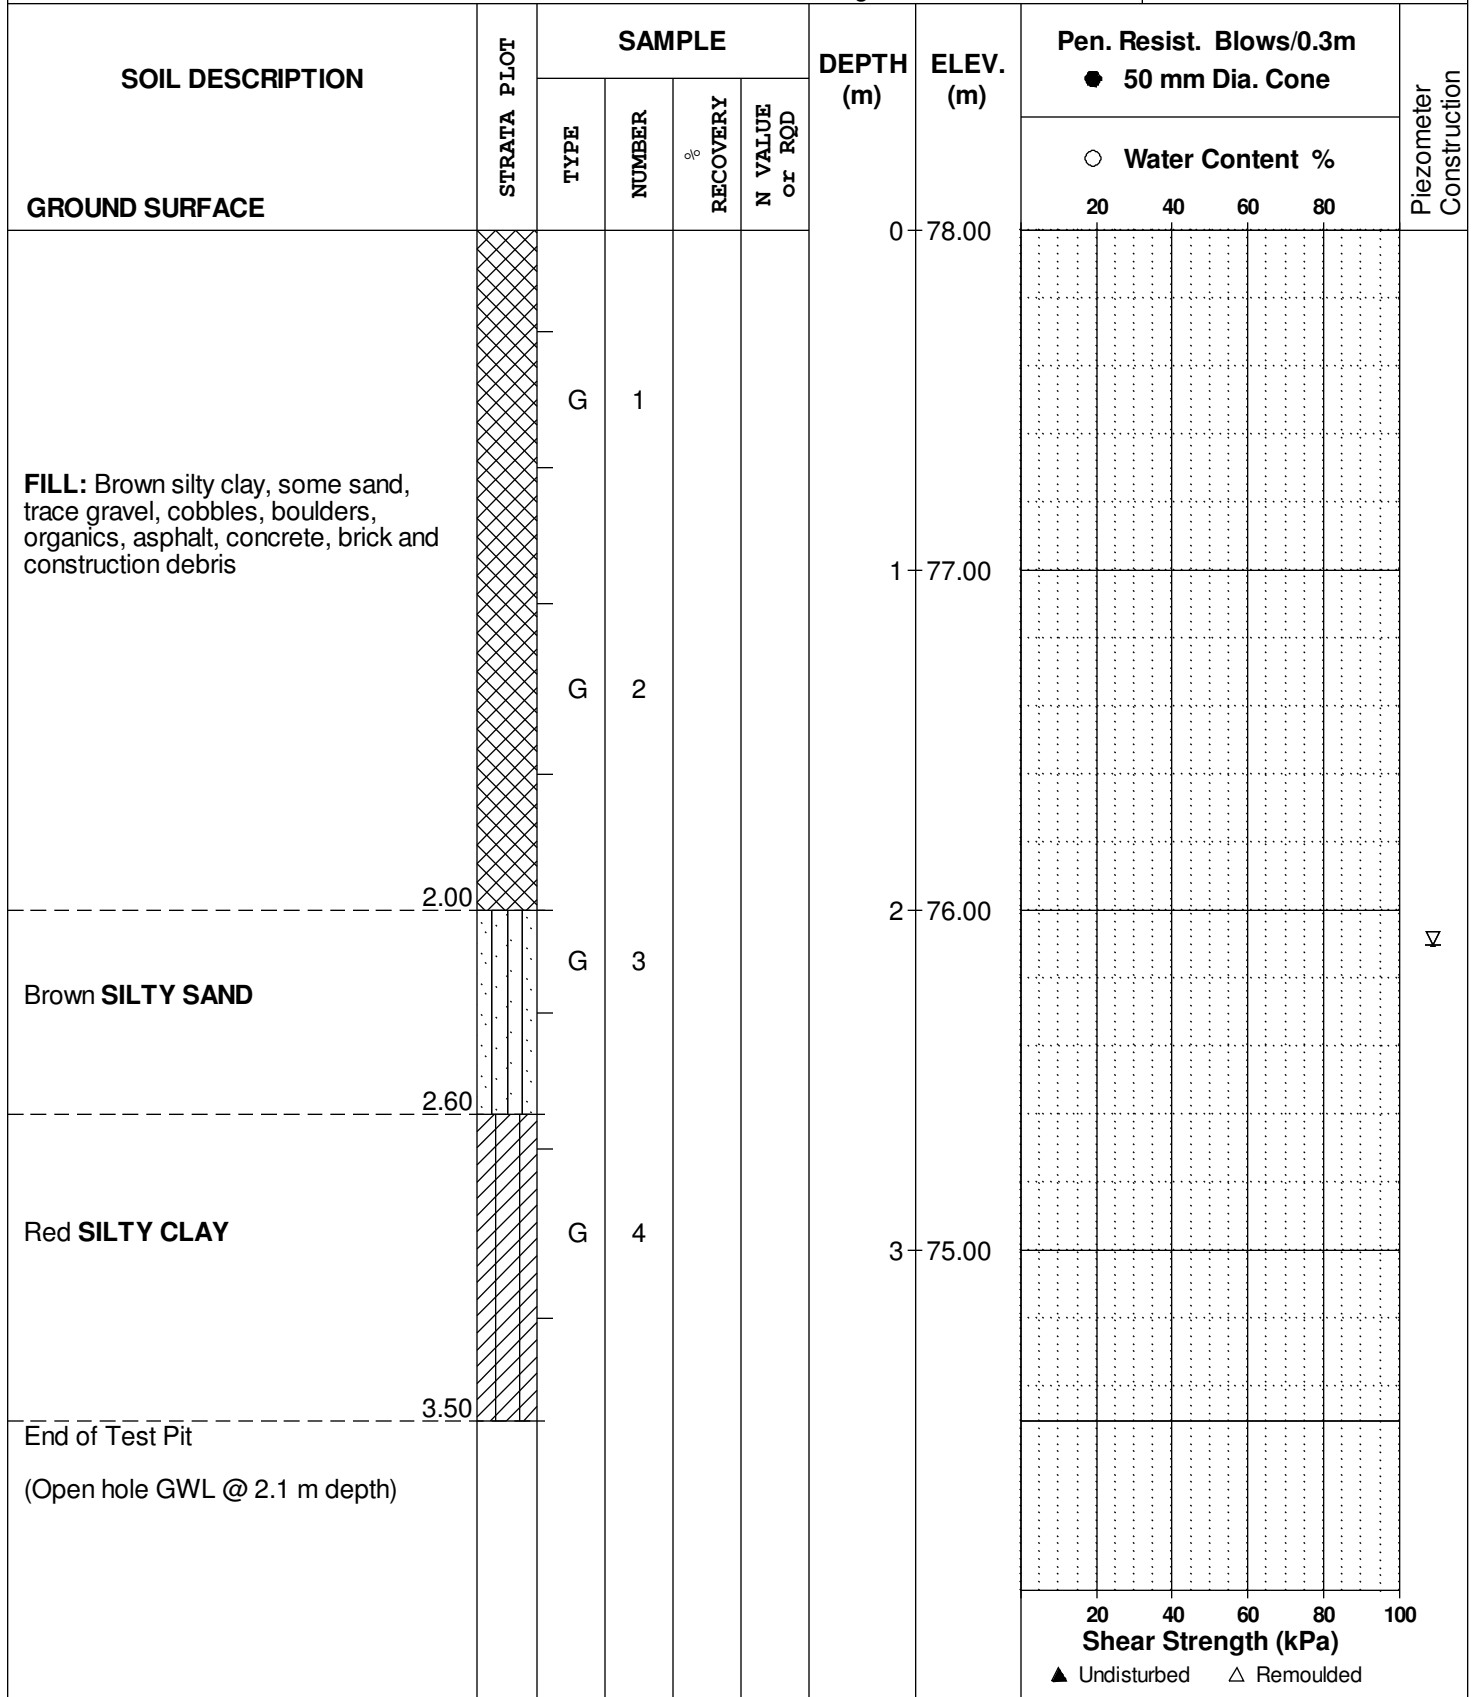 SOIL DESCRIPTION
GROUND SURFACE
STRATA PLOT
SAMPLE
TYPE
NUMBER
%
RECOVERY
N VALUE
or RQD
DEPTH
(m)
ELEV.
(m)
Pen. Resist. Blows/0.3m
● 50 mm Dia. Cone
○ Water Content %
20 40 60 80
Piezometer
Construction
0 78.00
G 1
FILL: Brown silty clay, some sand,
trace gravel, cobbles, boulders,
organics, asphalt, concrete, brick and
construction debris
1 77.00
G 2
2.00
2 76.00
G 3
Brown SILTY SAND
2.60
Red SILTY CLAY
G 4
3 75.00
3.50
End of Test Pit
(Open hole GWL @ 2.1 m depth)
20 40 60 80 100
Shear Strength (kPa)
▲ Undisturbed △ Remoulded